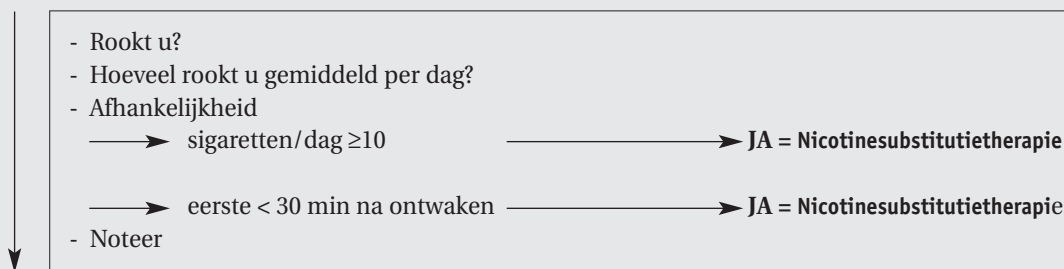 - Rookt u?
- Hoeveel rookt u gemiddeld per dag?
- Afhankelijkheid
sigaretten/dag ≥10 JA = Nicotinesubstitutietherapie
eerste < 30 min na ontwaken JA = Nicotinesubstitutietherapie
- Noteer